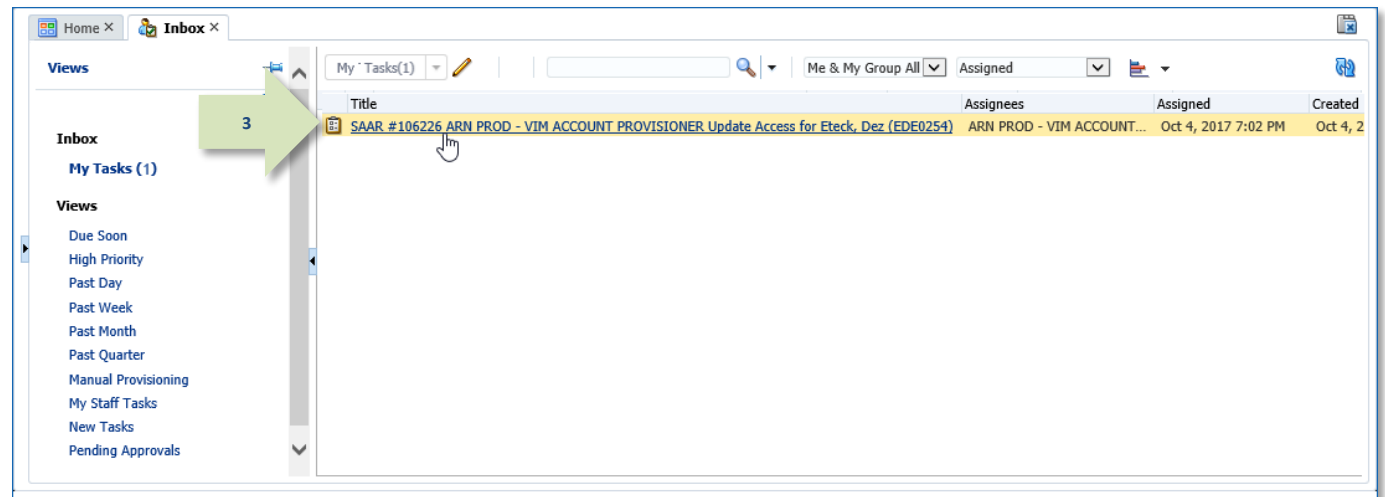 Home Inbox
Views
My Tasks(1) Me & My Group All Assigned
Title Assignees Assigned Created
3
SAAR #106226 ARN PROD - VIM ACCOUNT PROVISIONER Update Access for Eteck, Dez (EDE0254) ARN PROD - VIM ACCOUNT... Oct 4, 2017 7:02 PM Oct 4, 2
Inbox
My Tasks (1)
Views
Due Soon
High Priority
Past Day
Past Week
Past Month
Past Quarter
Manual Provisioning
My Staff Tasks
New Tasks
Pending Approvals